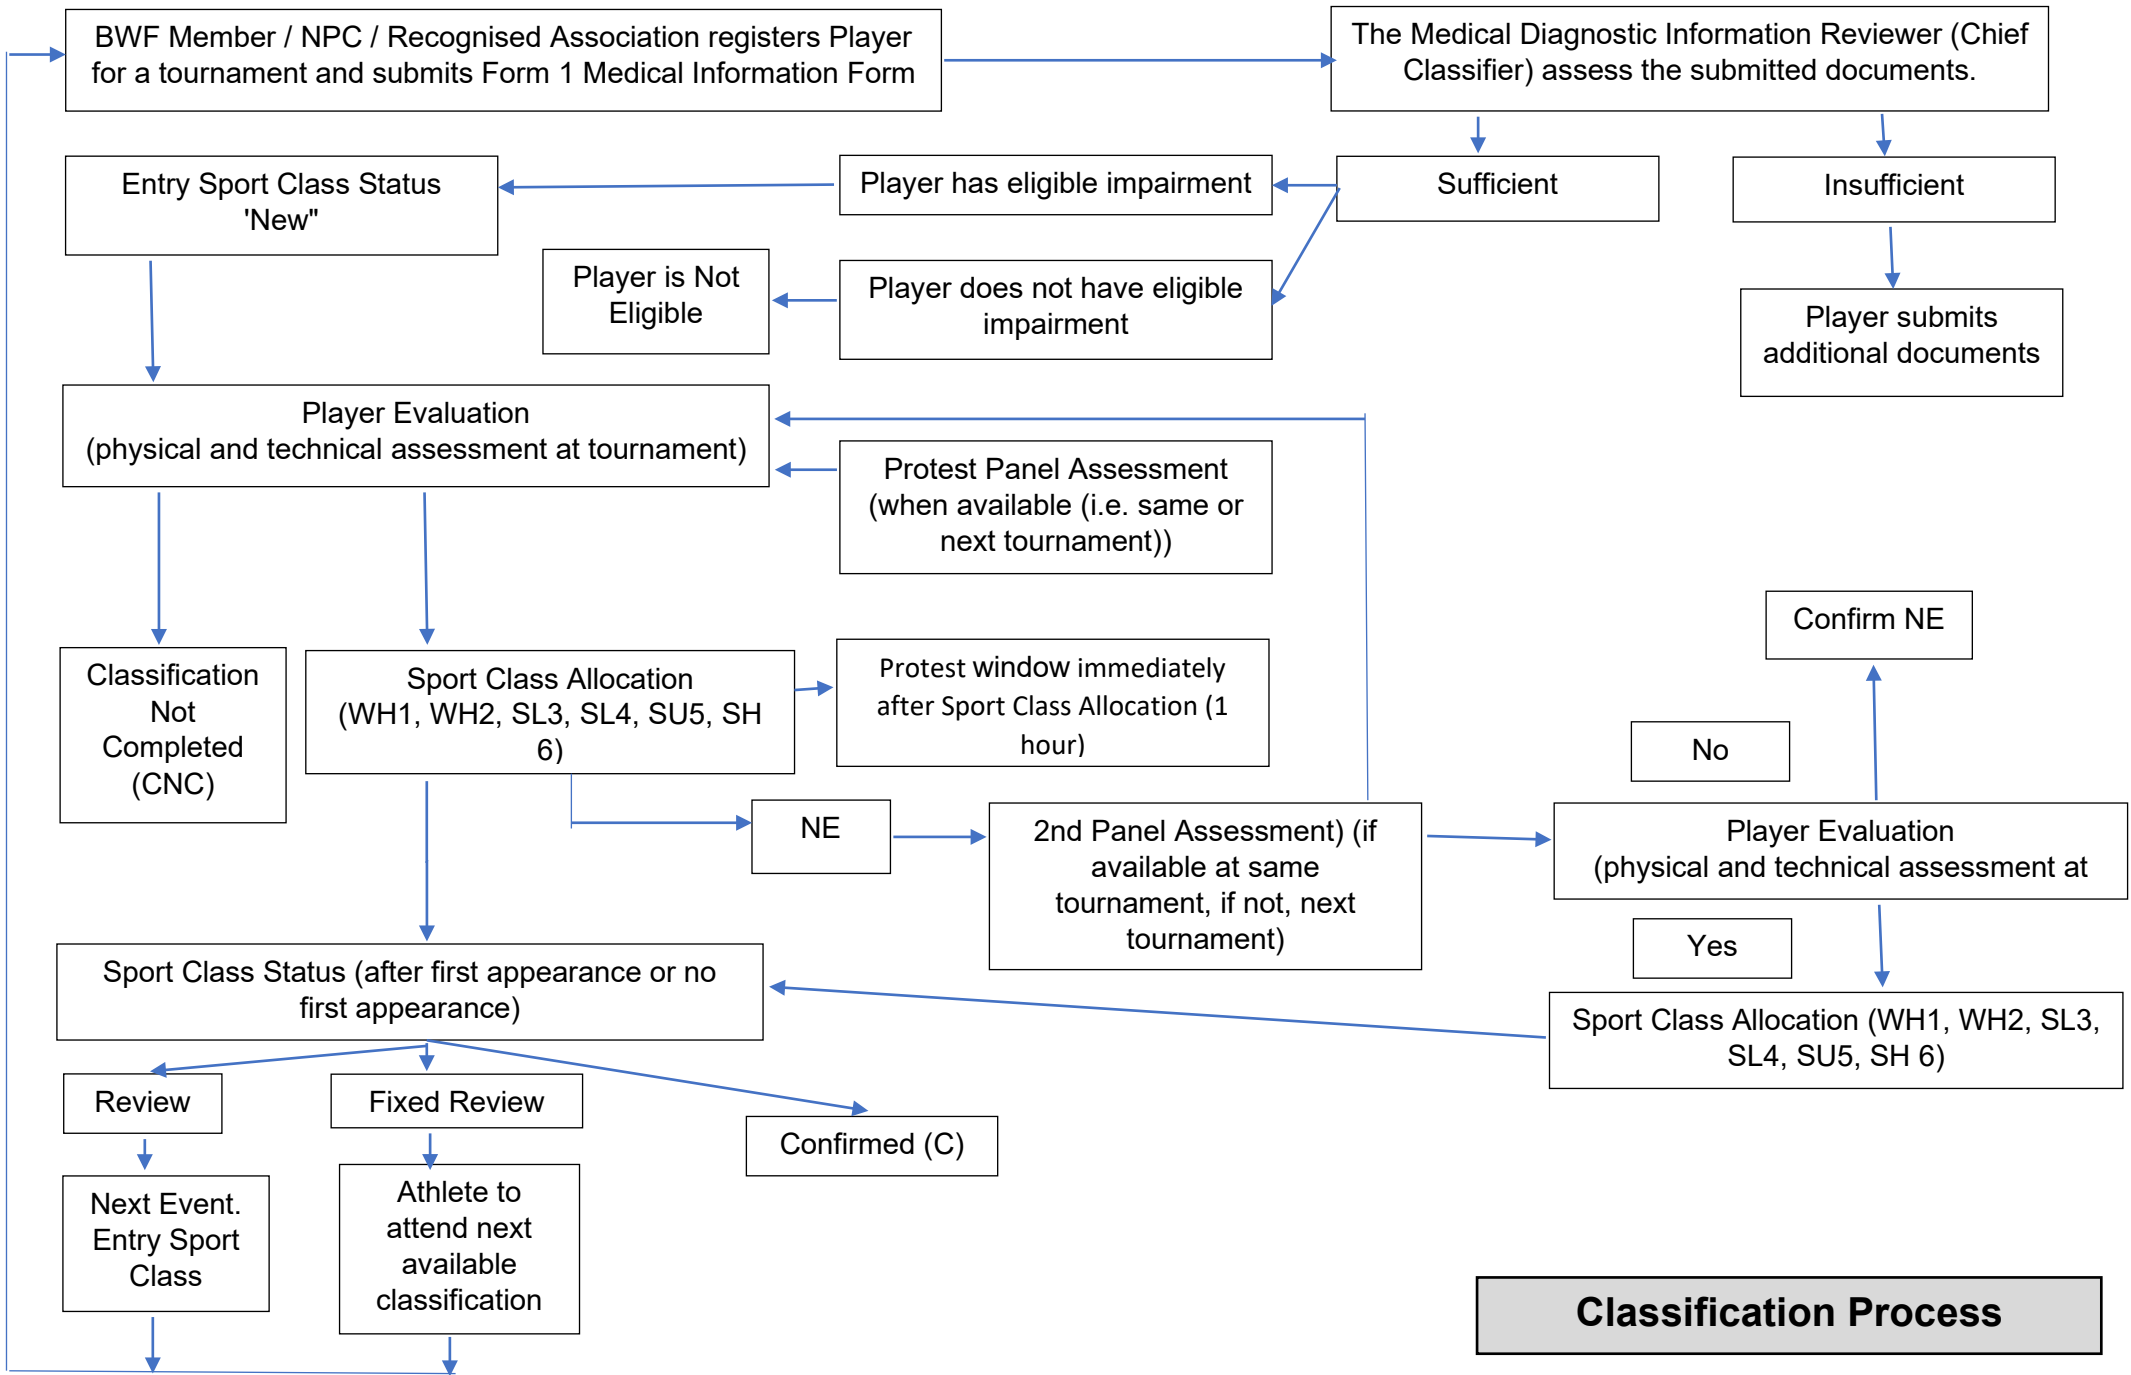 BWF Member / NPC / Recognised Association registers Player
for a tournament and submits Form 1 Medical Information Form
The Medical Diagnostic Information Reviewer (Chief
Classifier) assess the submitted documents.
Entry Sport Class Status
'New"
Player has eligible impairment
Sufficient
Insufficient
Player is Not
Eligible
Player does not have eligible
impairment
Player submits
additional documents
Player Evaluation
(physical and technical assessment at tournament)
Protest Panel Assessment
(when available (i.e. same or
next tournament))
Confirm NE
Classification
Not
Completed
(CNC)
Sport Class Allocation
(WH1, WH2, SL3, SL4, SU5, SH
6)
Protest window immediately
after Sport Class Allocation (1
hour)
No
NE
2nd Panel Assessment) (if
available at same
tournament, if not, next
tournament)
Player Evaluation
(physical and technical assessment at
Yes
Sport Class Status (after first appearance or no
first appearance)
Sport Class Allocation (WH1, WH2, SL3,
SL4, SU5, SH 6)
Review
Fixed Review
Confirmed (C)
Next Event.
Entry Sport
Class
Athlete to
attend next
available
classification
Classification Process